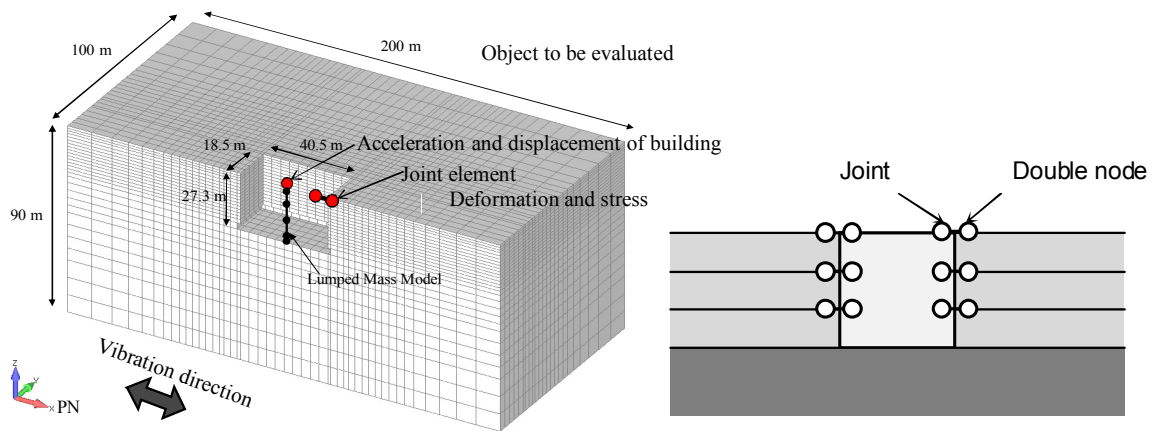 100 m
200 m
Object to be evaluated
18.5 m
40.5 m
Acceleration and displacement of building
Joint element
27.3 m
Deformation and stress
90 m
Lumped Mass Model
Vibration direction
z
y
x
PN
Joint
Double node